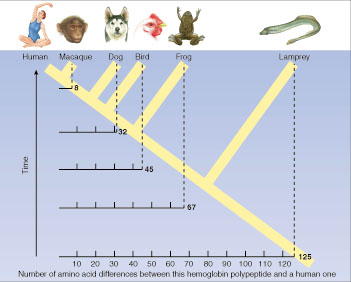 Human Macaque Dog Bird Frog Lamprey
8
32
45
67
125
Time
10 20 30 40 50 60 70 80 90 100 110 120
Number of amino acid differences between this hemoglobin polypeptide and a human one